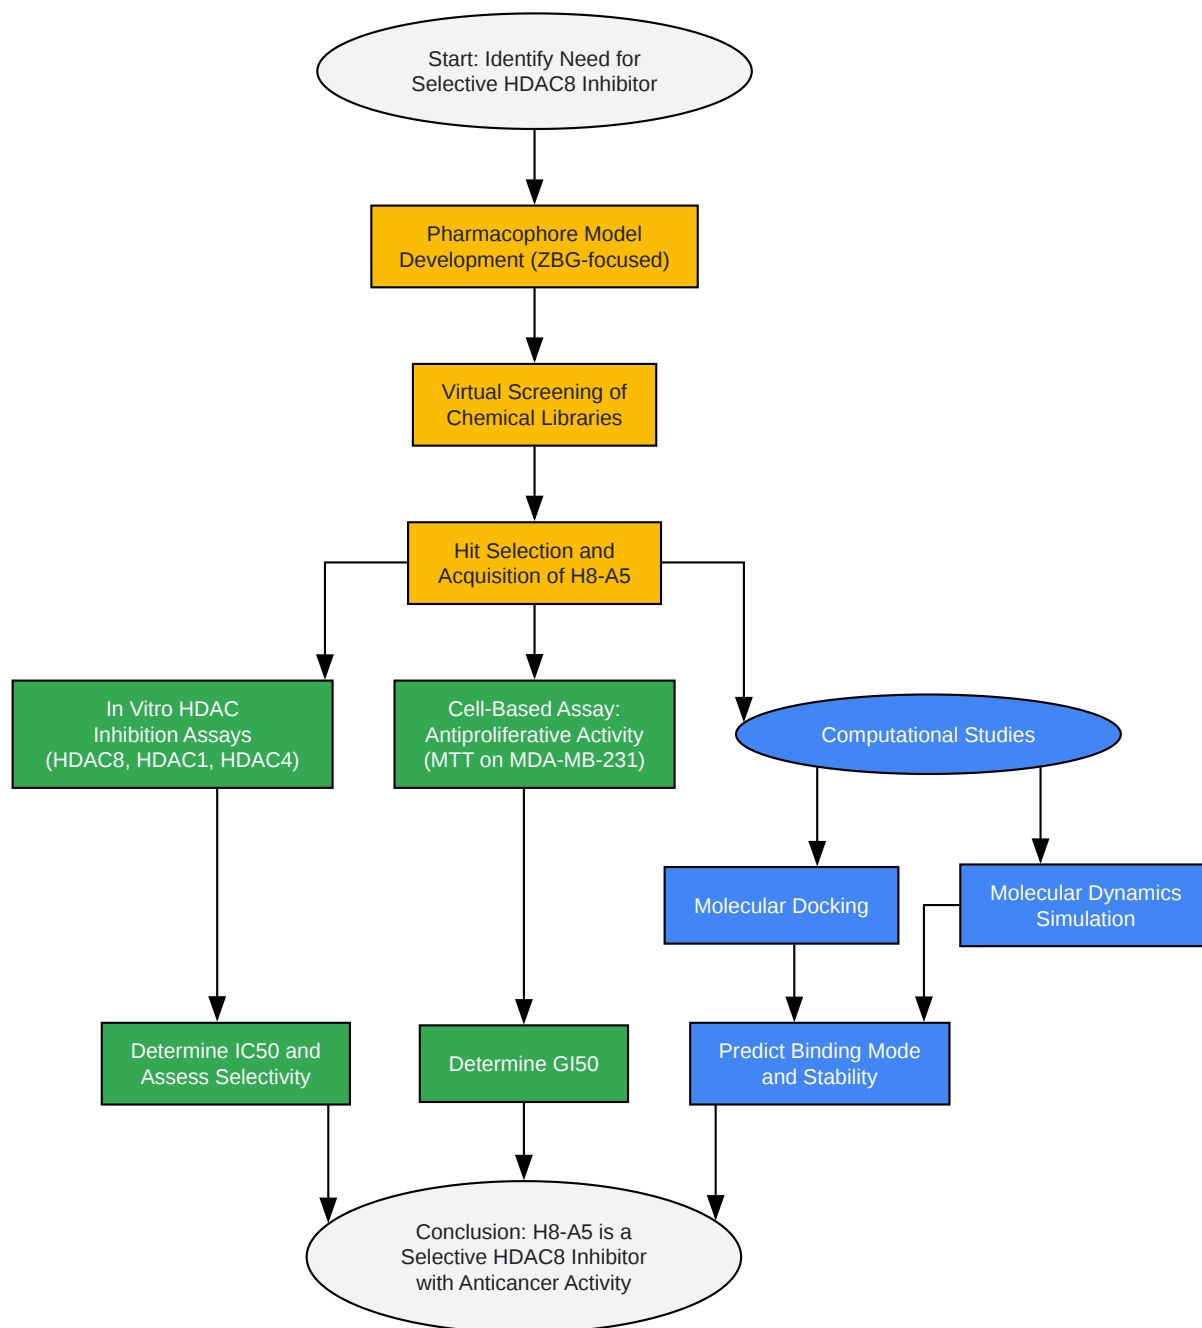 Start: Identify Need for
Selective HDAC8 Inhibitor
Pharmacophore Model
Development (ZBG-focused)
Virtual Screening of
Chemical Libraries
Hit Selection and
Acquisition of H8-A5
In Vitro HDAC
Inhibition Assays
(HDAC8, HDAC1, HDAC4)
Cell-Based Assay:
Antiproliferative Activity
(MTT on MDA-MB-231)
Computational Studies
Molecular Docking
Molecular Dynamics
Simulation
Determine IC50 and
Assess Selectivity
Determine GI50
Predict Binding Mode
and Stability
Conclusion: H8-A5 is a
Selective HDAC8 Inhibitor
with Anticancer Activity